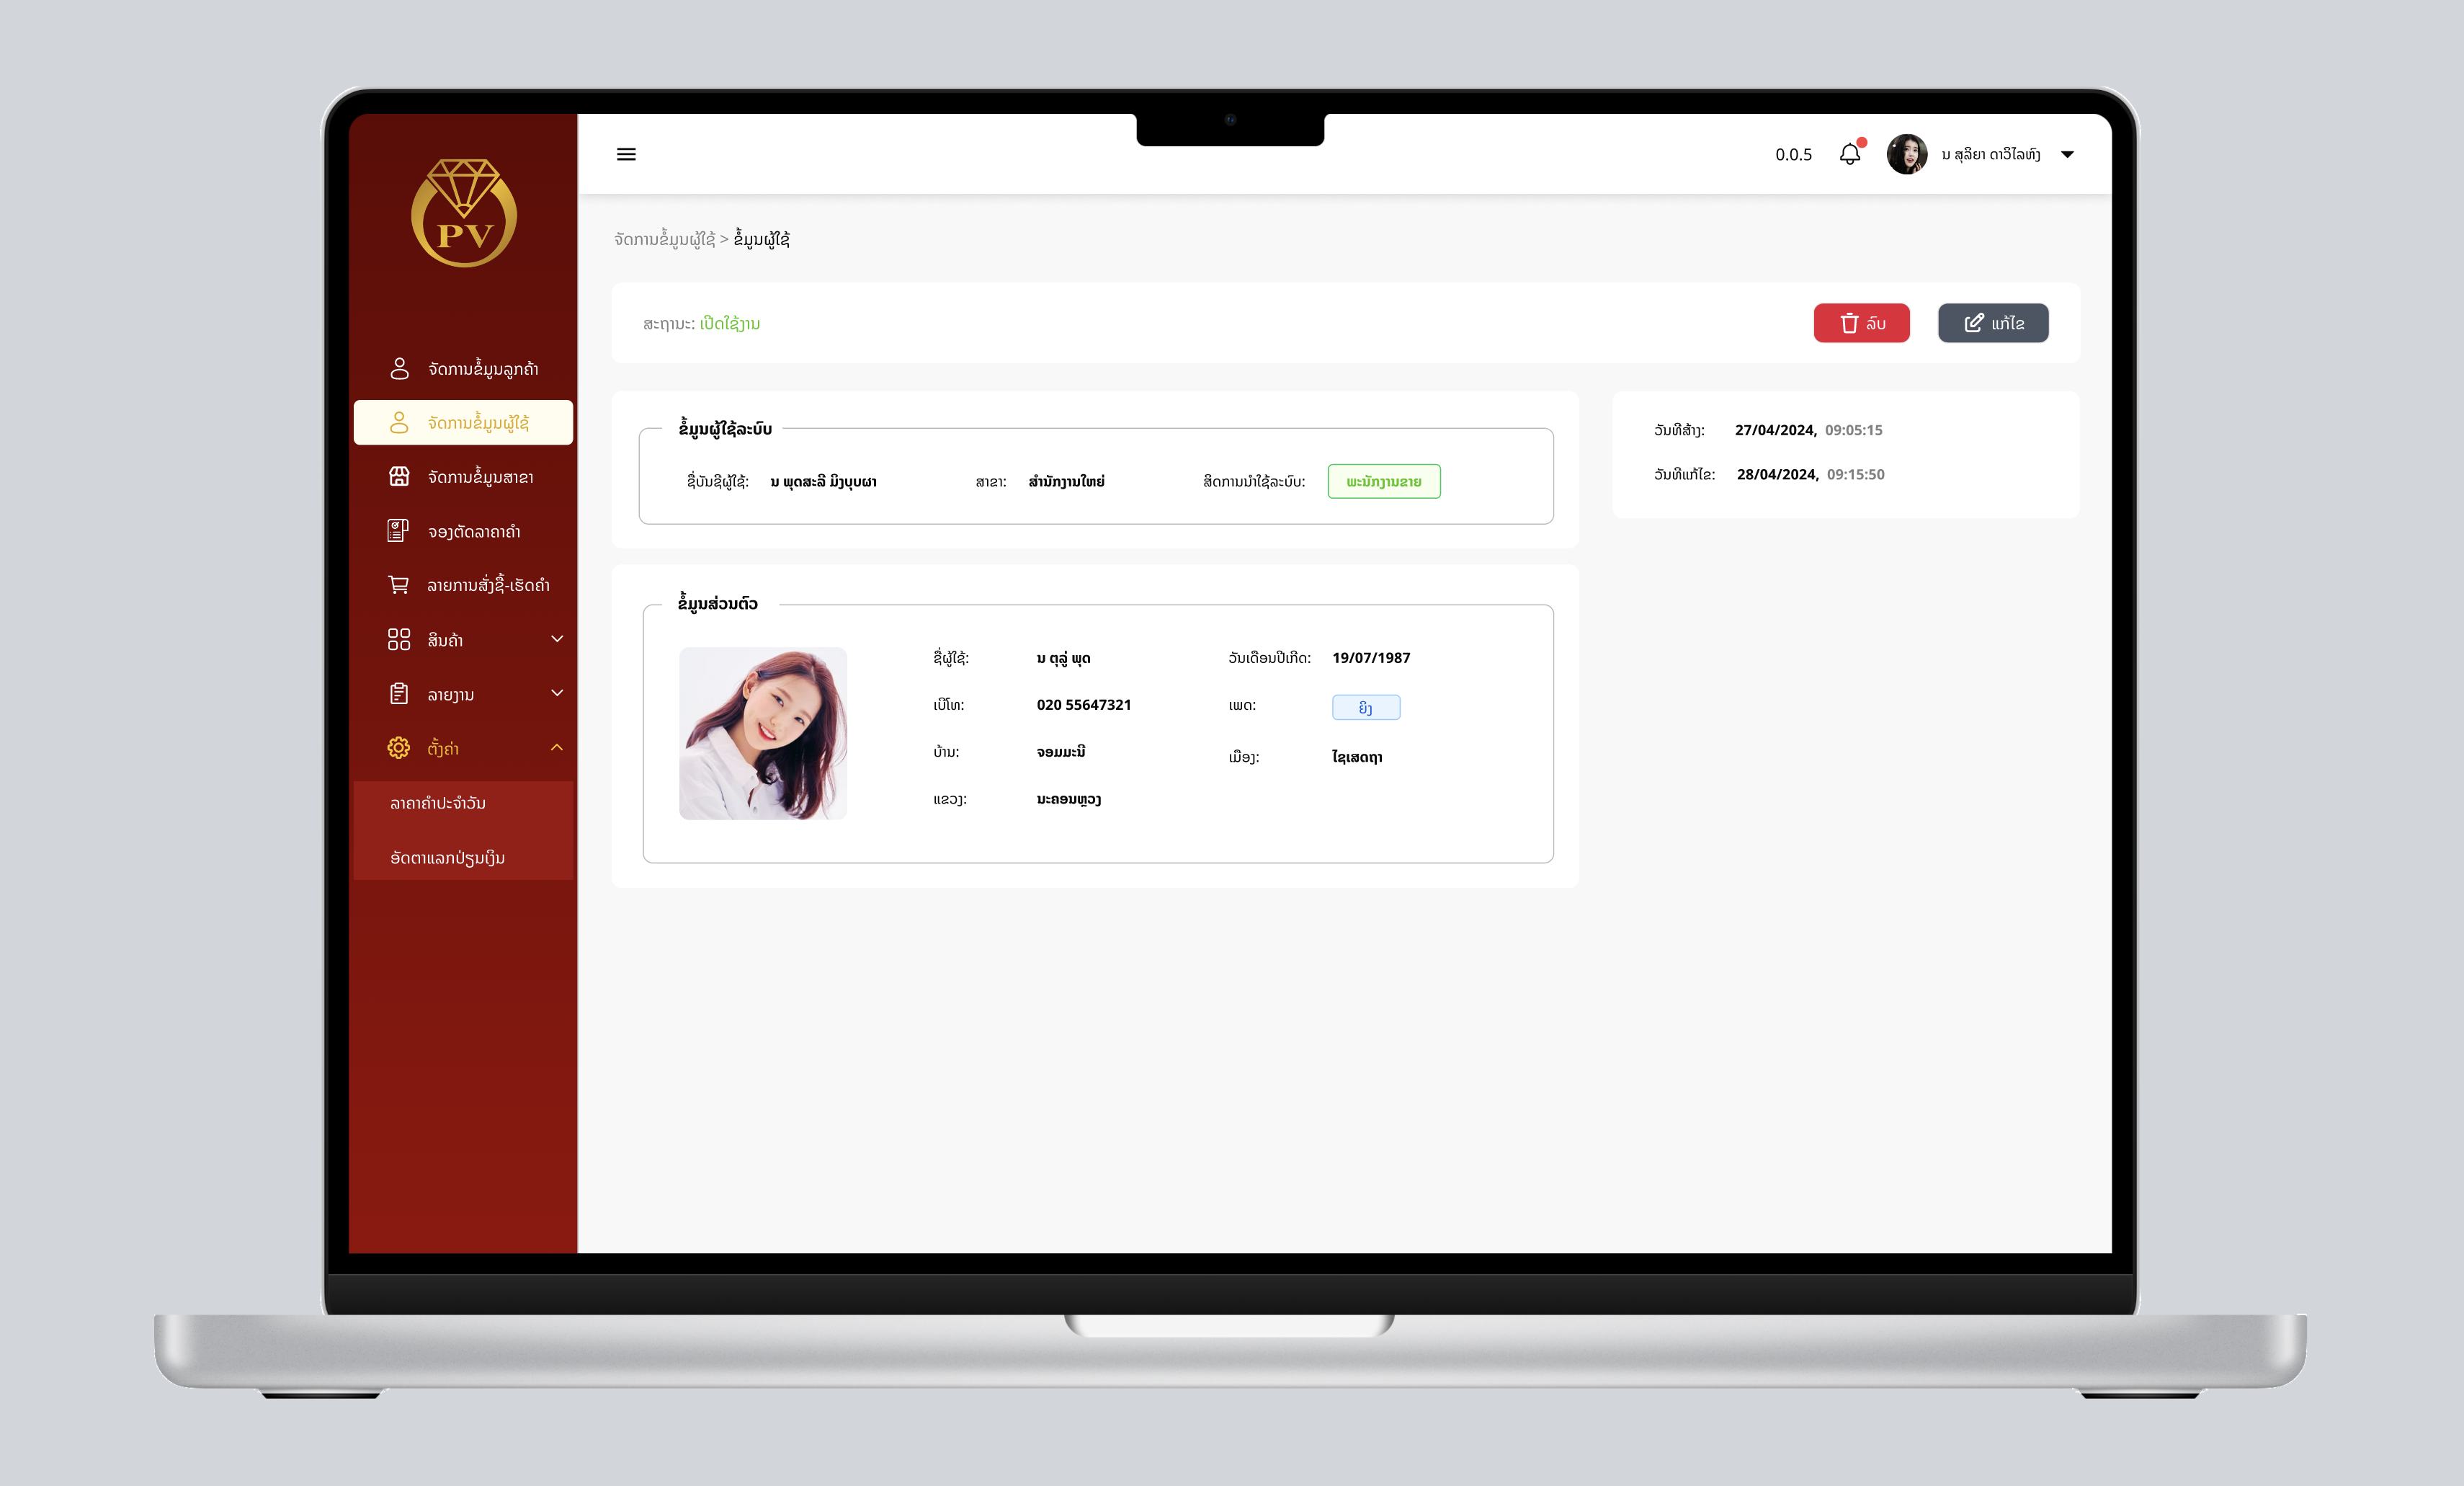 PV
ຈັດການຂໍ້ມູນລູກຄ້າ
ຈັດການຂໍ້ມູນຜູ້ໃຊ້
ຈັດການຂໍ້ມູນສາຂາ
ຈອງຕັດລາຄາຄຳ
ລາຍການສັ່ງຊື້-ເຮັດຄຳ
ສິນຄ້າ
ລາຍງານ
ຕັ້ງຄ່າ
ລາຄາຄຳປະຈຳວັນ
ອັດຕາແລກປ່ຽນເງິນ
0.0.5 ນ ສຸລິຍາ ດາວິໄລທົງ
ຈັດການຂໍ້ມູນຜູ້ໃຊ້ > ຂໍ້ມູນຜູ້ໃຊ້
ສະຖານະ: ເປີດໃຊ້ງານ
ລົບ ແກ້ໄຂ
ຂໍ້ມູນຜູ້ໃຊ້ລະບົບ
ຊື່ບັນຊີຜູ້ໃຊ້: ນ ພຸດສະລີ ມິງບຸບຜາ ສາຂາ: ສຳນັກງານໃຫຍ່ ສິດການນຳໃຊ້ລະບົບ: ພະນັກງານຂາຍ
ວັນທີສ້າງ: 27/04/2024, 09:05:15
ວັນທີແກ້ໄຂ: 28/04/2024, 09:15:50
ຂໍ້ມູນສ່ວນຕົວ
ຊື່ຜູ້ໃຊ້: ນ ຕຸລູ່ ພຸດ ວັນເດືອນປີເກີດ: 19/07/1987
ເບີໂທ: 020 55647321 ເພດ: ຍິງ
ບ້ານ: ຈອມມະນີ ເມືອງ: ໄຊເສດຖາ
ແຂວງ: ນະຄອນຫຼວງ